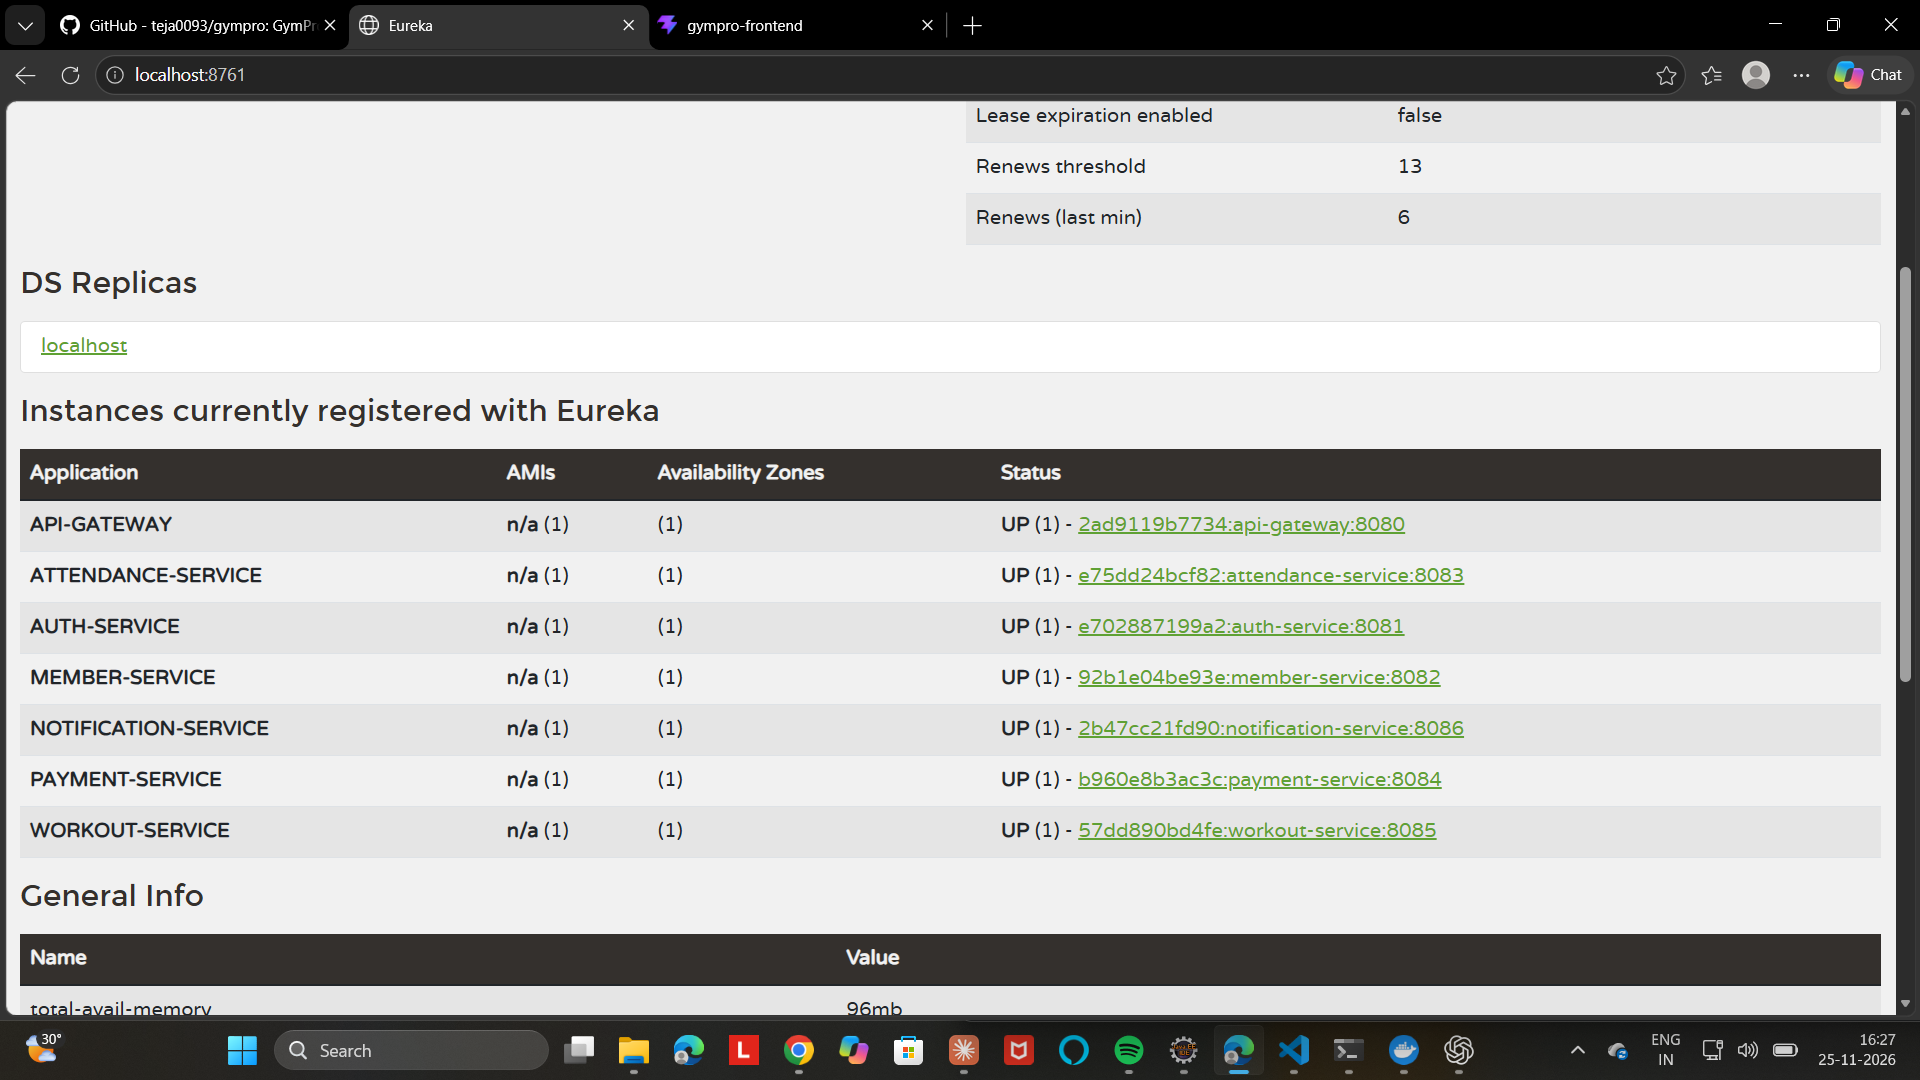 GitHub - teja0093/gympro: GymPr
Eureka
gympro-frontend
localhost:8761
Chat
Lease expiration enabled false
Renews threshold 13
Renews (last min) 6
DS Replicas
localhost
Instances currently registered with Eureka
Application AMIs Availability Zones Status
API-GATEWAY n/a (1) (1) UP (1) - 2ad9119b7734:api-gateway:8080
ATTENDANCE-SERVICE n/a (1) (1) UP (1) - e75dd24bcf82:attendance-service:8083
AUTH-SERVICE n/a (1) (1) UP (1) - e702887199a2:auth-service:8081
MEMBER-SERVICE n/a (1) (1) UP (1) - 92b1e04be93e:member-service:8082
NOTIFICATION-SERVICE n/a (1) (1) UP (1) - 2b47cc21fd90:notification-service:8086
PAYMENT-SERVICE n/a (1) (1) UP (1) - b960e8b3ac3c:payment-service:8084
WORKOUT-SERVICE n/a (1) (1) UP (1) - 57dd890bd4fe:workout-service:8085
General Info
Name Value
total-avail-memory 96mb
30°
Search
L
ENG
IN
16:27
25-11-2026